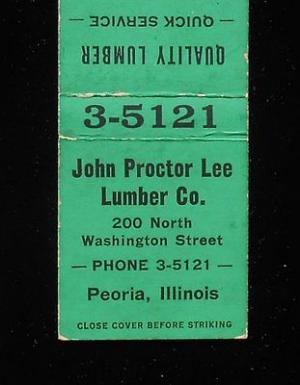 QUICK SERVICE —
QUALITY LUMBER
3-5121
John Proctor Lee
Lumber Co.
200 North
Washington Street
— PHONE 3-5121 —
Peoria, Illinois
CLOSE COVER BEFORE STRIKING